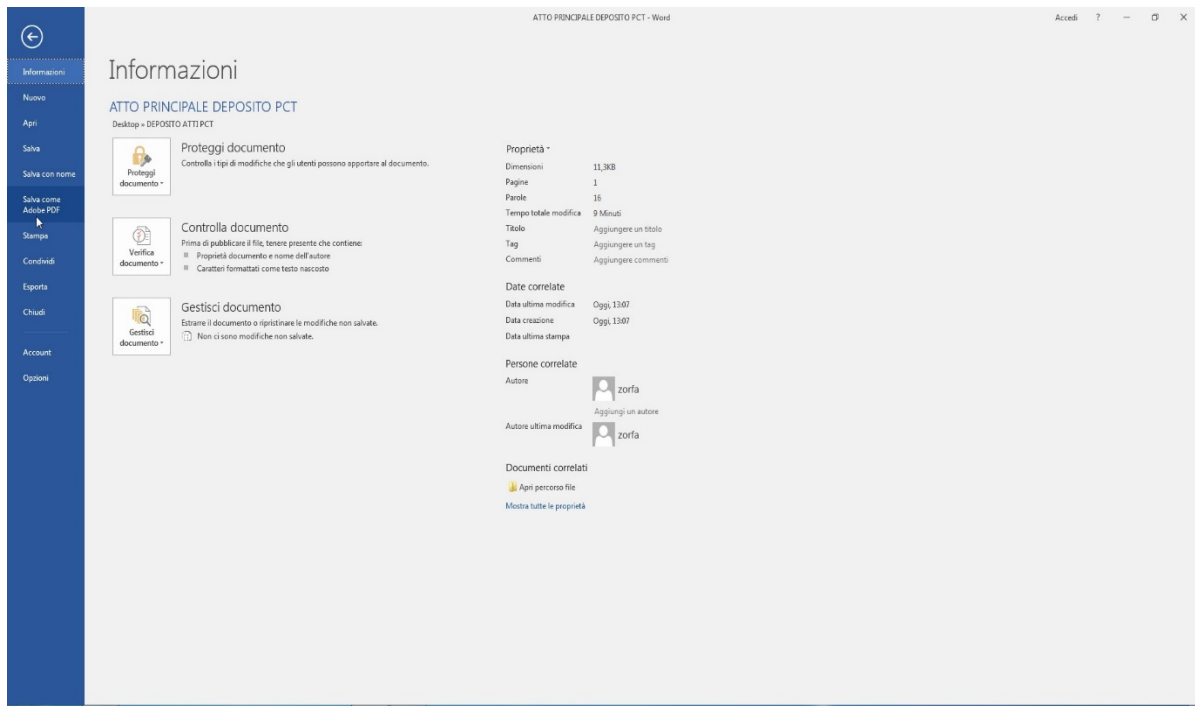 ATTO PRINCIPALE DEPOSITO PCT - Word
Accedi ?
Informazioni
Nuovo
Apri
Salva
Salva con nome
Salva come
Adobe PDF
Stampa
Condividi
Esporta
Chiudi
Account
Opzioni
Informazioni
ATTO PRINCIPALE DEPOSITO PCT
Desktop » DEPOSITO ATTI PCT
Proteggi
documento
Proteggi documento
Controlla i tipi di modifiche che gli utenti possono apportare al documento.
Verifica
documento
Controlla documento
Prima di pubblicare il file, tenere presente che contiene:
Proprietà documento e nome dell'autore
Caratteri formattati come testo nascosto
Gestisci
documento
Gestisci documento
Estrarre il documento o ripristinare le modifiche non salvate.
Non ci sono modifiche non salvate.
Proprietà
Dimensioni 11,3KB
Pagine 1
Parole 16
Tempo totale modifica 9 Minuti
Titolo Aggiungere un titolo
Tag Aggiungere un tag
Commenti Aggiungere commenti
Date correlate
Data ultima modifica Oggi, 13:07
Data creazione Oggi, 13:07
Data ultima stampa
Persone correlate
Autore zorfa
Aggiungi un autore
Autore ultima modifica zorfa
Documenti correlati
Apri percorso file
Mostra tutte le proprietà